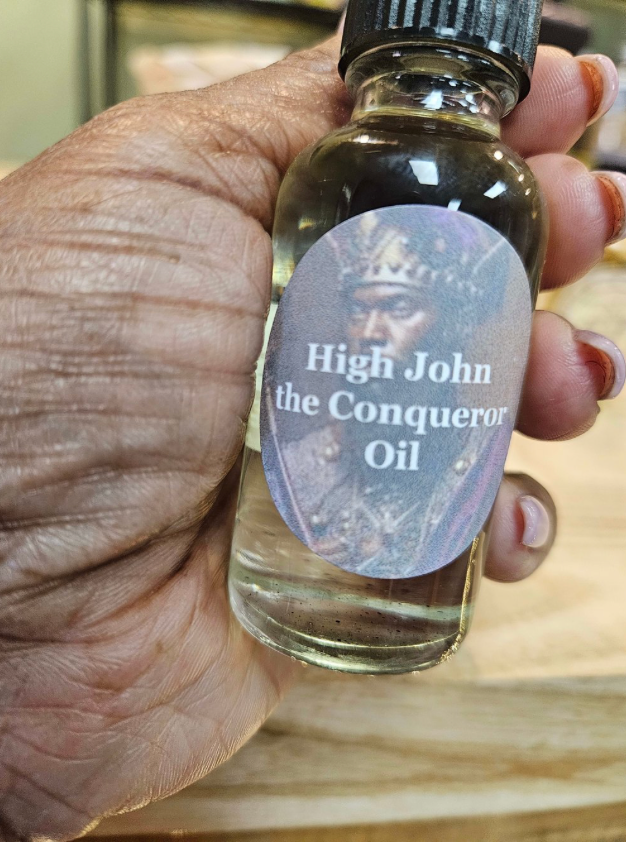 High John
the Conqueror
Oil